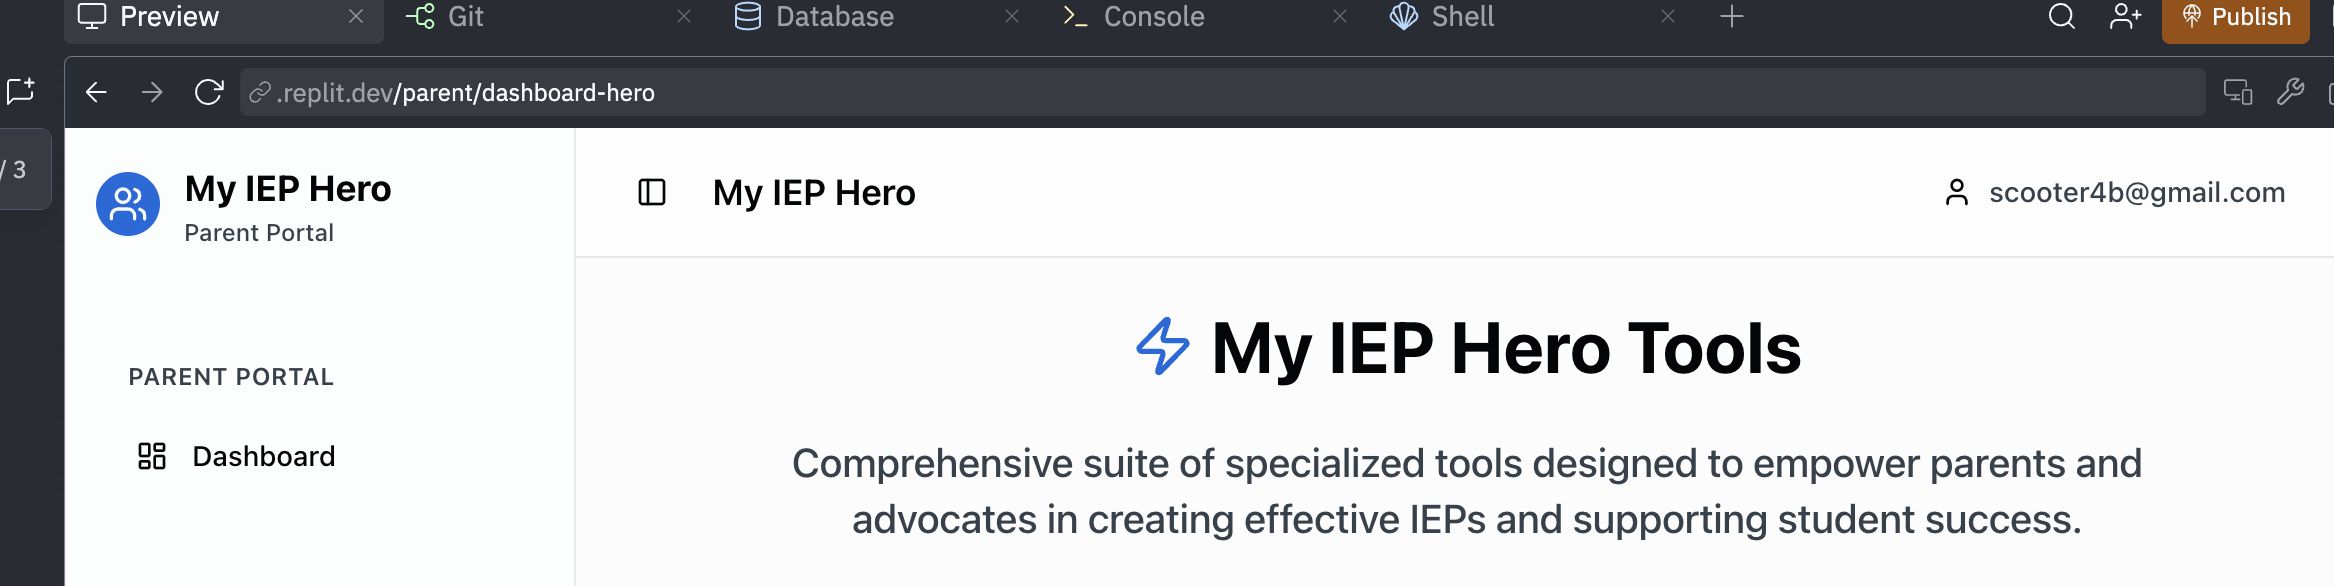 Preview
Git
Database
Console
Shell
Publish
.replit.dev/parent/dashboard-hero
/ 3
My IEP Hero
Parent Portal
My IEP Hero
scooter4b@gmail.com
PARENT PORTAL
Dashboard
My IEP Hero Tools
Comprehensive suite of specialized tools designed to empower parents and
advocates in creating effective IEPs and supporting student success.